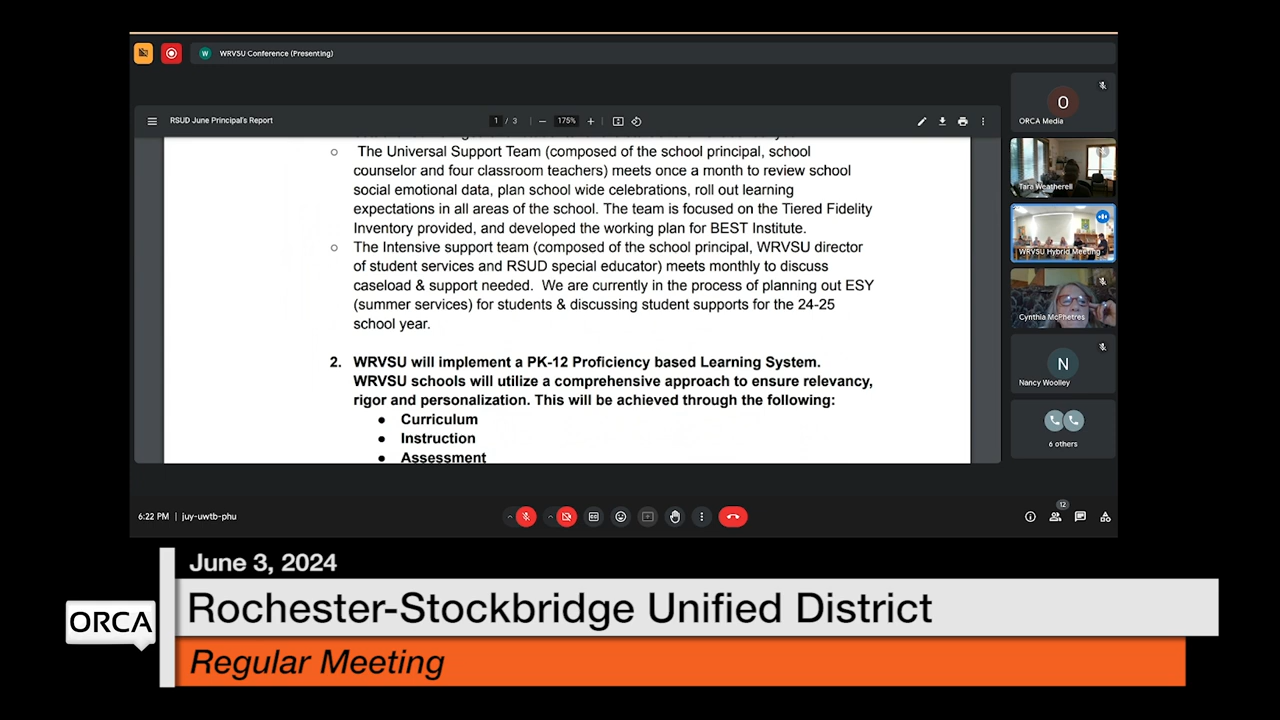 W WRVSU Conference (Presenting)
RSUD June Principal's Report
1 / 3
175%
○ The Universal Support Team (composed of the school principal, school
counselor and four classroom teachers) meets once a month to review school
social emotional data, plan school wide celebrations, roll out learning
expectations in all areas of the school. The team is focused on the Tiered Fidelity
Inventory provided, and developed the working plan for BEST Institute.
○ The Intensive support team (composed of the school principal, WRVSU director
of student services and RSUD special educator) meets monthly to discuss
caseload & support needed. We are currently in the process of planning out ESY
(summer services) for students & discussing student supports for the 24-25
school year.
2. WRVSU will implement a PK-12 Proficiency based Learning System.
WRVSU schools will utilize a comprehensive approach to ensure relevancy,
rigor and personalization. This will be achieved through the following:
● Curriculum
● Instruction
● Assessment
O
ORCA Media
Tara Weatherell
WRVSU Hybrid Meeting
Cynthia McPhetres
N
Nancy Woolley
6 others
6:22 PM | juy-uwtb-phu
12
June 3, 2024
ORCA
Rochester-Stockbridge Unified District
Regular Meeting